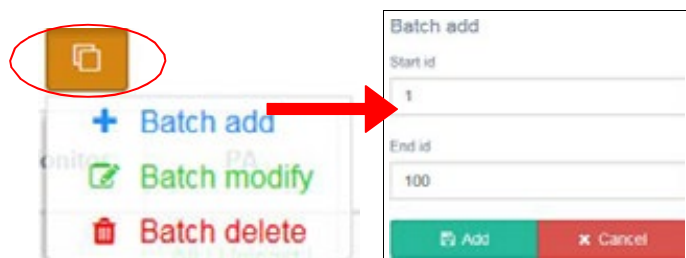 Batch add
Batch modify
Batch delete
Batch add
Start id
1
End id
100
Add
Cancel